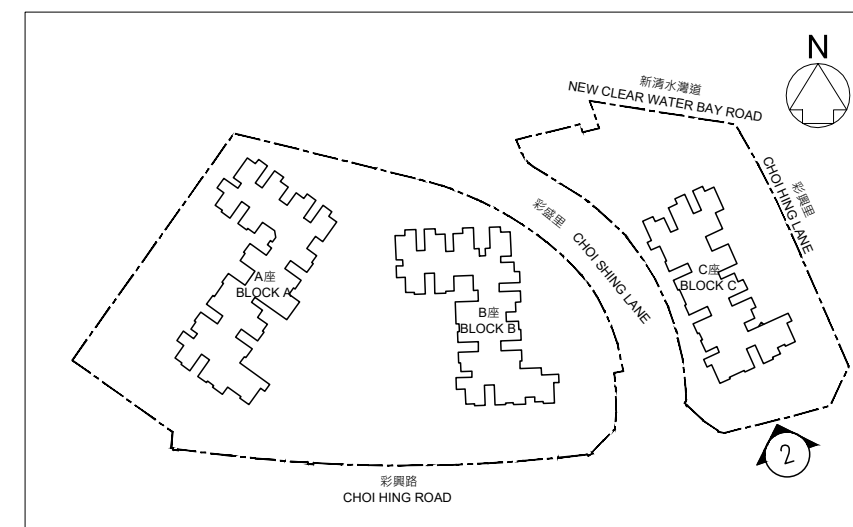 N
新清水灣道
NEW CLEAR WATER BAY ROAD
彩興里
CHOI HING LANE
彩盛里
CHOI SHING LANE
A座
BLOCK A
B座
BLOCK B
C座
BLOCK C
2
彩興路
CHOI HING ROAD